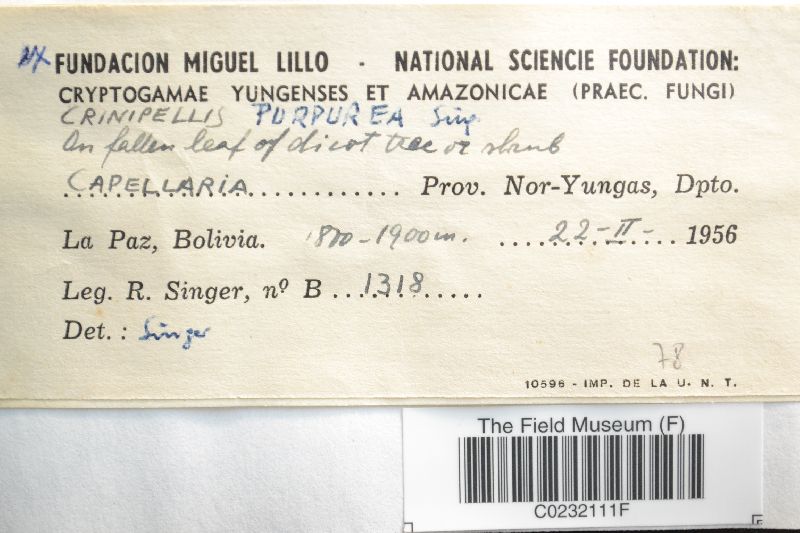 FUNDACION MIGUEL LILLO - NATIONAL SCIENCIE FOUNDATION:
CRYPTOGAMAE YUNGENSES ET AMAZONICAE (PRAEC. FUNGI)
CRINIPELLIS PURPUREA Sing
On fallen leaf of dicot tree or shrub
CAPELLARIA .............. Prov. Nor-Yungas, Dpto.
La Paz, Bolivia. 1800-1900m. 22-II- 1956
Leg. R. Singer, nº B 1318
Det.: Singer
78
10596 - IMP. DE LA U. N. T.
The Field Museum (F)
C0232111F